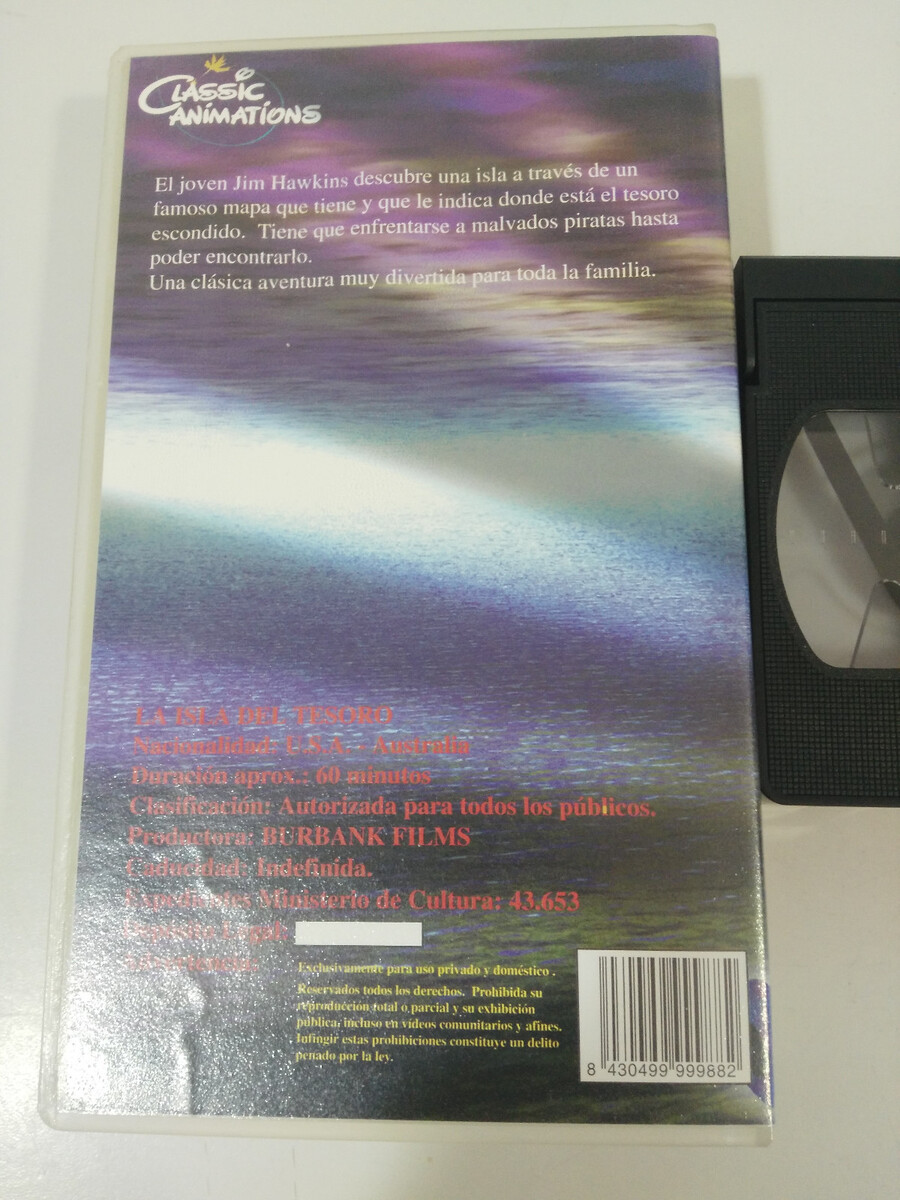 CLASSIC
ANIMATIONS
El joven Jim Hawkins descubre una isla a través de un
famoso mapa que tiene y que le indica donde está el tesoro
escondido. Tiene que enfrentarse a malvados piratas hasta
poder encontrarlo.
Una clásica aventura muy divertida para toda la familia.
LA ISLA DEL TESORO
Nacionalidad: U.S.A. - Australia
Duración aprox.: 60 minutos
Clasificación: Autorizada para todos los públicos.
Productora: BURBANK FILMS
Caducidad: Indefinida.
Expedientes Ministerio de Cultura: 43.653
Depósito Legal:
Advertencia:
Exclusivamente para uso privado y doméstico .
Reservados todos los derechos. Prohibida su
reproducción total o parcial y su exhibición
pública, incluso en vídeos comunitarios y afines.
Infingir estas prohibiciones constituye un delito
penado por la ley.
8 430499 999882